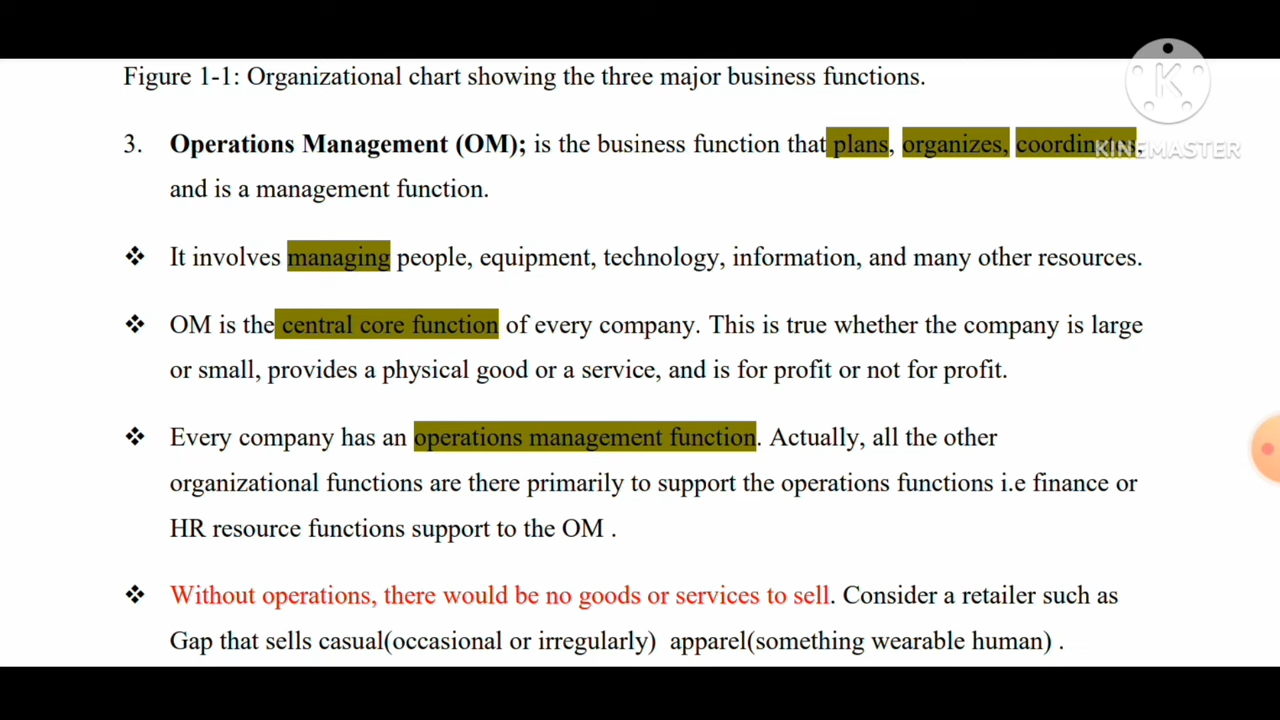 Figure 1-1: Organizational chart showing the three major business functions.
3. Operations Management (OM); is the business function that plans, organizes, coordinates,
and is a management function.
❖ It involves managing people, equipment, technology, information, and many other resources.
❖ OM is the central core function of every company. This is true whether the company is large
or small, provides a physical good or a service, and is for profit or not for profit.
❖ Every company has an operations management function. Actually, all the other
organizational functions are there primarily to support the operations functions i.e finance or
HR resource functions support to the OM .
❖ Without operations, there would be no goods or services to sell. Consider a retailer such as
Gap that sells casual(occasional or irregularly) apparel(something wearable human) .
K
KINEMASTER